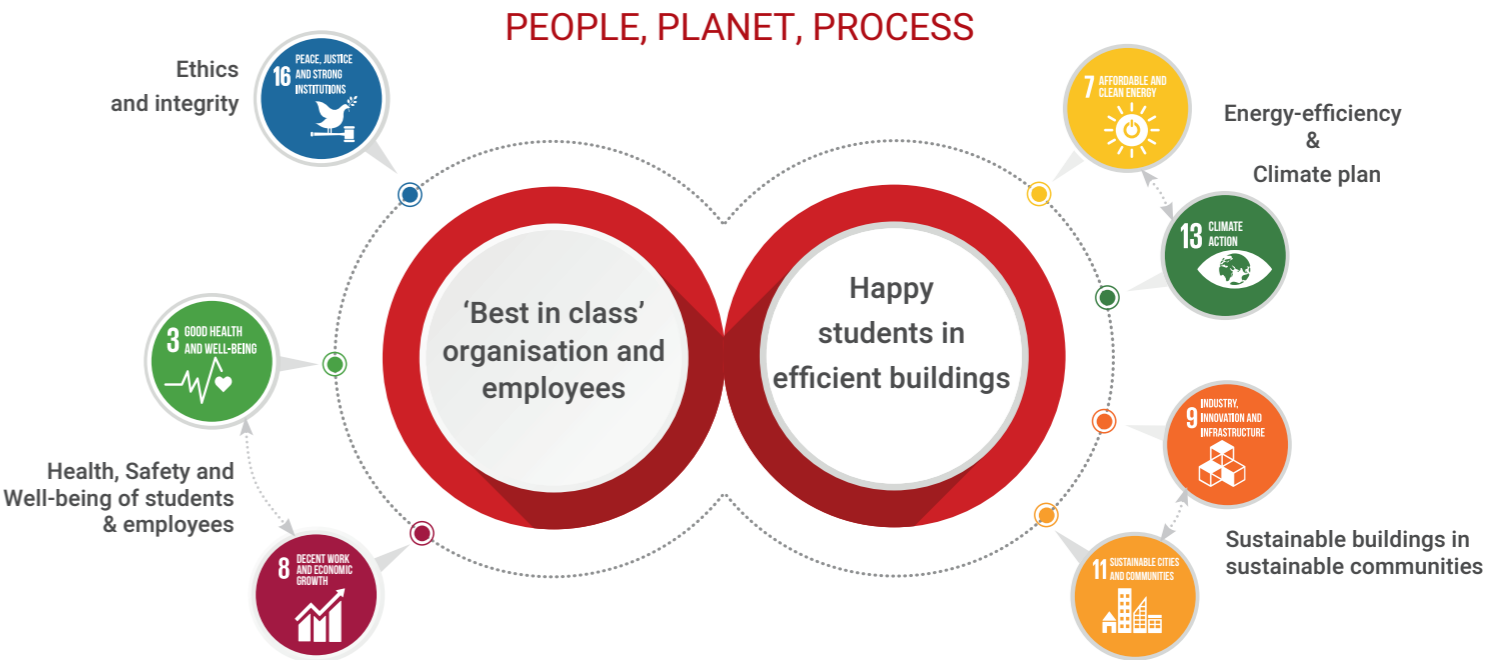 PEOPLE, PLANET, PROCESS
Ethics
and integrity
16 PEACE, JUSTICE
AND STRONG
INSTITUTIONS
3 GOOD HEALTH
AND WELL-BEING
Health, Safety and
Well-being of students
& employees
8 DECENT WORK
AND ECONOMIC
GROWTH
‘Best in class’
organisation and
employees
Happy
students in
efficient buildings
7 AFFORDABLE AND
CLEAN ENERGY
Energy-efficiency
&
Climate plan
13 CLIMATE
ACTION
9 INDUSTRY,
INNOVATION AND
INFRASTRUCTURE
Sustainable buildings in
sustainable communities
11 SUSTAINABLE CITIES
AND COMMUNITIES